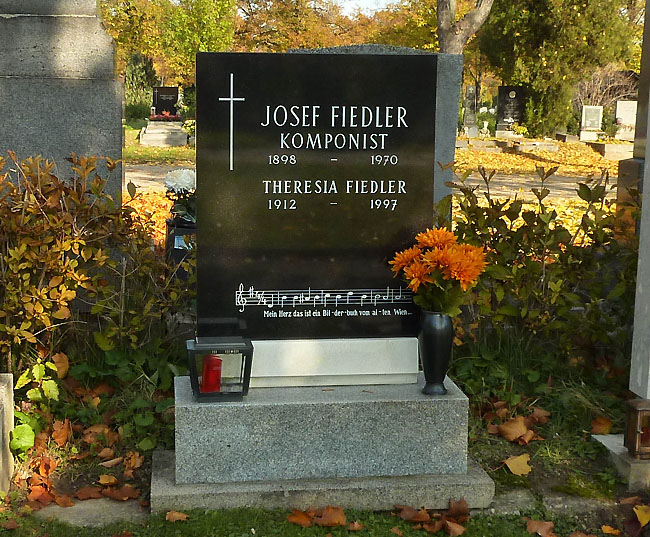 JOSEF FIEDLER
KOMPONIST
1898 – 1970
THERESIA FIEDLER
1912 – 1997
Mein Herz das ist ein Bil-der-buch vom al-ten Wien...